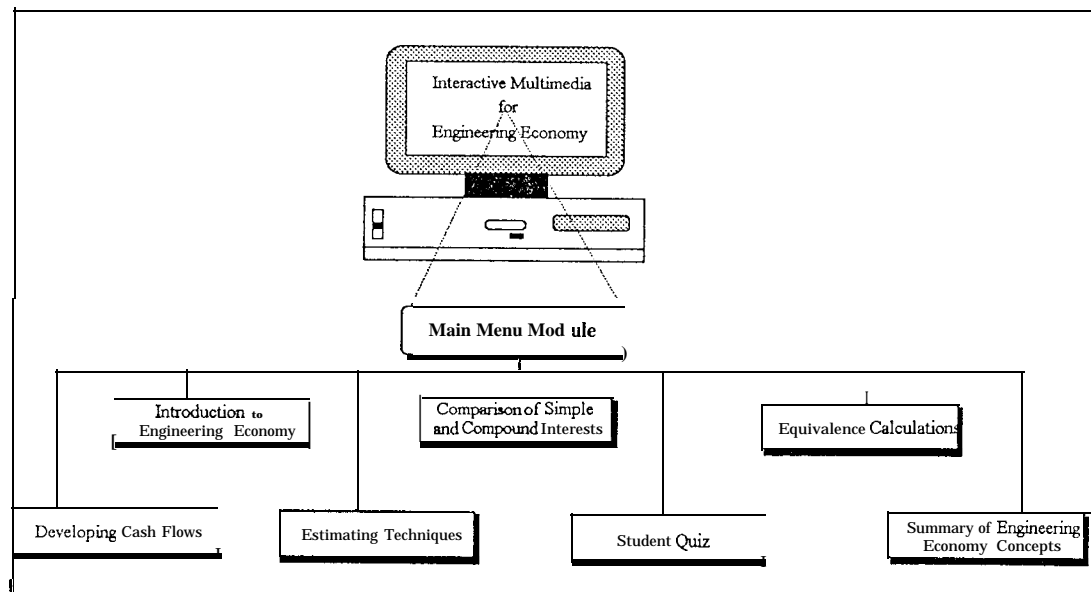 Interactive Multimedia
for
Engineering Economy
Main Menu Mod ule
Introduction to
Engineering Economy
Comparison of Simple
and Compound Interests
Equivalence Calculations
Developing Cash Flows
Estimating Techniques
Student Quiz
Summary of Engineering
Economy Concepts